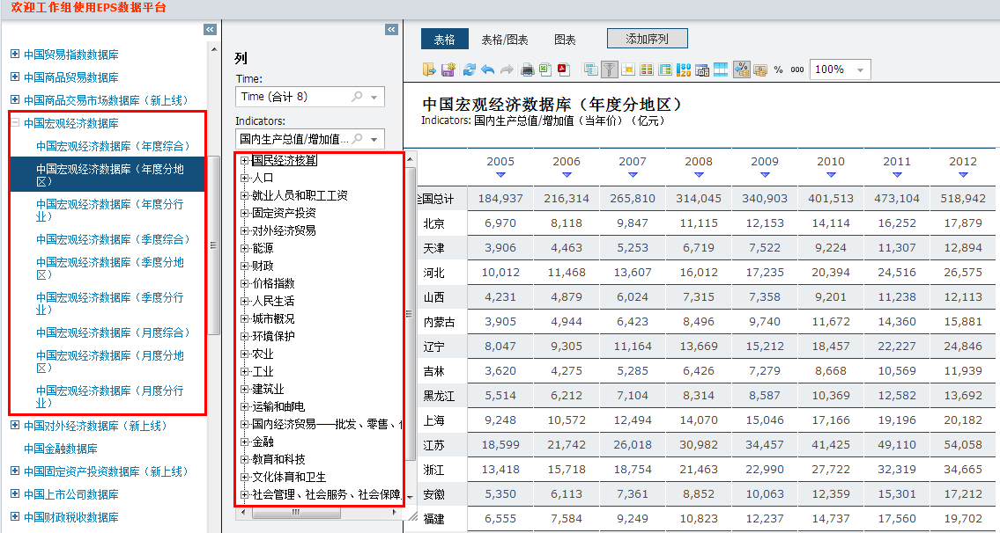 欢迎工作组使用EPS数据平台
中国贸易指数数据库
中国商品贸易数据库
中国商品交易市场数据库（新上线）
中国宏观经济数据库
中国宏观经济数据库（年度综合）
中国宏观经济数据库（年度分地
区）
中国宏观经济数据库（年度分行
业）
中国宏观经济数据库（季度综合）
中国宏观经济数据库（季度分地
区）
中国宏观经济数据库（季度分行
业）
中国宏观经济数据库（月度综合）
中国宏观经济数据库（月度分地
区）
中国宏观经济数据库（月度分行
业）
中国对外经济数据库（新上线）
中国金融数据库
中国固定资产投资数据库（新上线）
中国上市公司数据库
中国财政税收数据库
列
Time:
Time (合计 8)
Indicators:
国内生产总值/增加值...
国民经济核算
人口
就业人员和职工工资
固定资产投资
对外经济贸易
能源
财政
价格指数
人民生活
城市概况
环境保护
农业
工业
建筑业
运输和邮电
国内经济贸易——批发、零售、
金融
教育和科技
文化体育和卫生
社会管理、社会服务、社会保障
表格 表格/图表 图表 添加序列
% 000 100%
中国宏观经济数据库（年度分地区）
Indicators: 国内生产总值/增加值（当年价）（亿元）
2005 2006 2007 2008 2009 2010 2011 2012
全国总计 184,937 216,314 265,810 314,045 340,903 401,513 473,104 518,942
北京 6,970 8,118 9,847 11,115 12,153 14,114 16,252 17,879
天津 3,906 4,463 5,253 6,719 7,522 9,224 11,307 12,894
河北 10,012 11,468 13,607 16,012 17,235 20,394 24,516 26,575
山西 4,231 4,879 6,024 7,315 7,358 9,201 11,238 12,113
内蒙古 3,905 4,944 6,423 8,496 9,740 11,672 14,360 15,881
辽宁 8,047 9,305 11,164 13,669 15,212 18,457 22,227 24,846
吉林 3,620 4,275 5,285 6,426 7,279 8,668 10,569 11,939
黑龙江 5,514 6,212 7,104 8,314 8,587 10,369 12,582 13,692
上海 9,248 10,572 12,494 14,070 15,046 17,166 19,196 20,182
江苏 18,599 21,742 26,018 30,982 34,457 41,425 49,110 54,058
浙江 13,418 15,718 18,754 21,463 22,990 27,722 32,319 34,665
安徽 5,350 6,113 7,361 8,852 10,063 12,359 15,301 17,212
福建 6,555 7,584 9,249 10,823 12,237 14,737 17,560 19,702